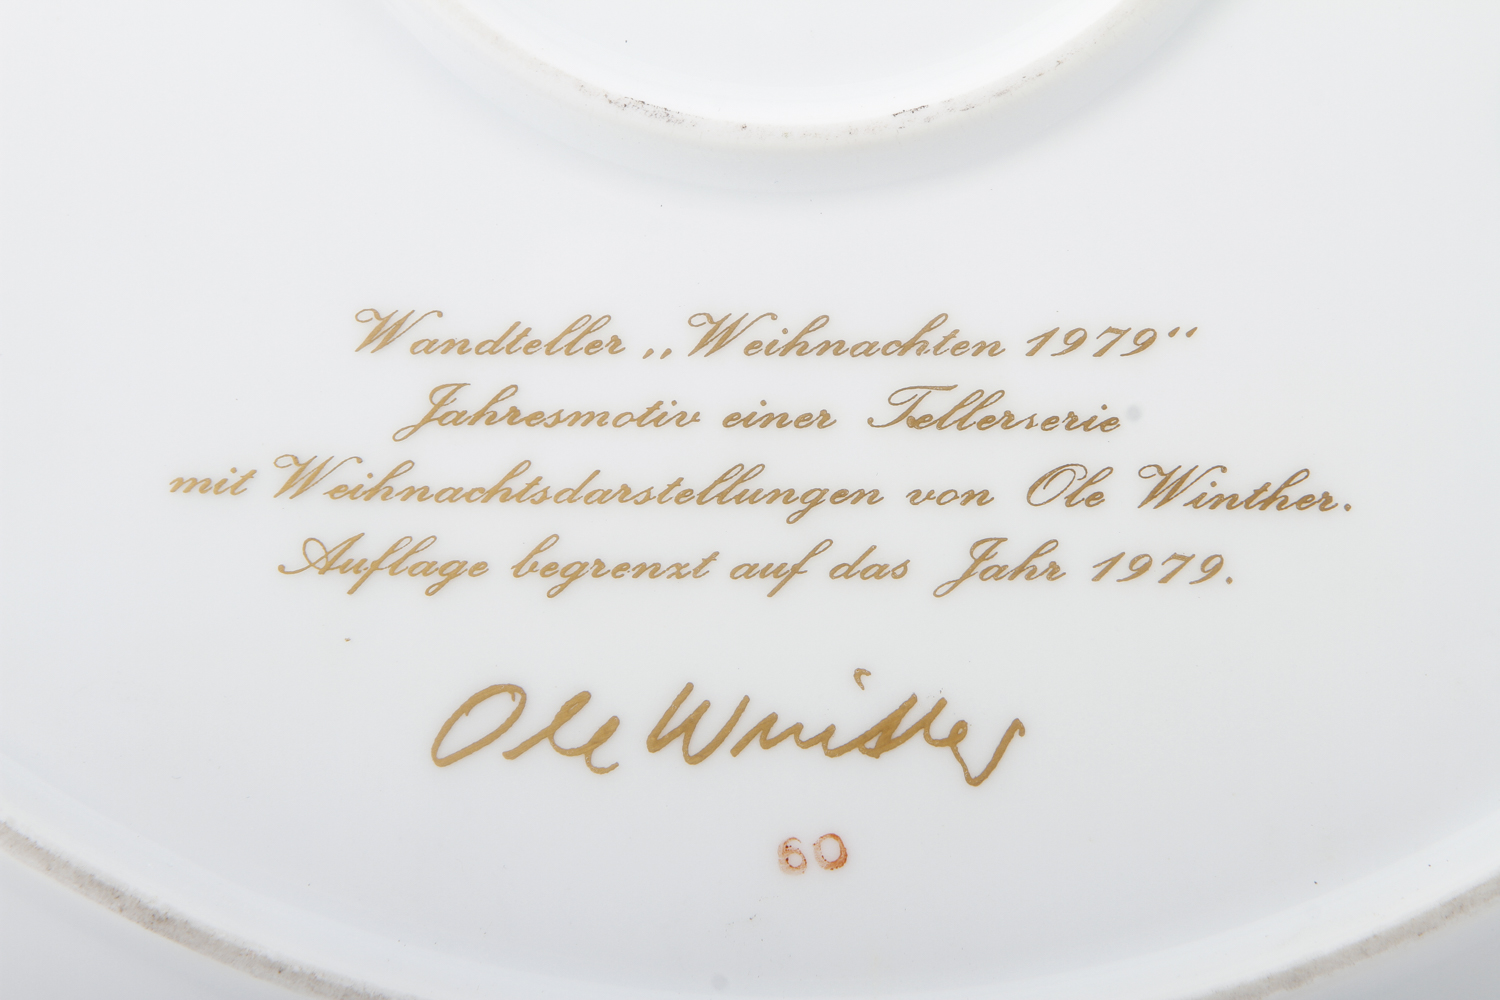 Wandteller „Weihnachten 1979“
Jahresmotiv einer Tellerserie
mit Weihnachtsdarstellungen von Ole Winther.
Auflage begrenzt auf das Jahr 1979.
Ole Winther
60